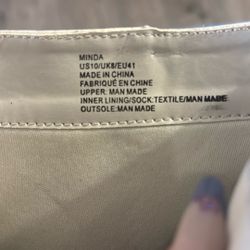 MINDA
US10/UK8/EU41
MADE IN CHINA
FABRIQUÉ EN CHINE
UPPER: MAN MADE
INNER LINING/SOCK:TEXTILE/MAN MADE
OUTSOLE: MAN MADE